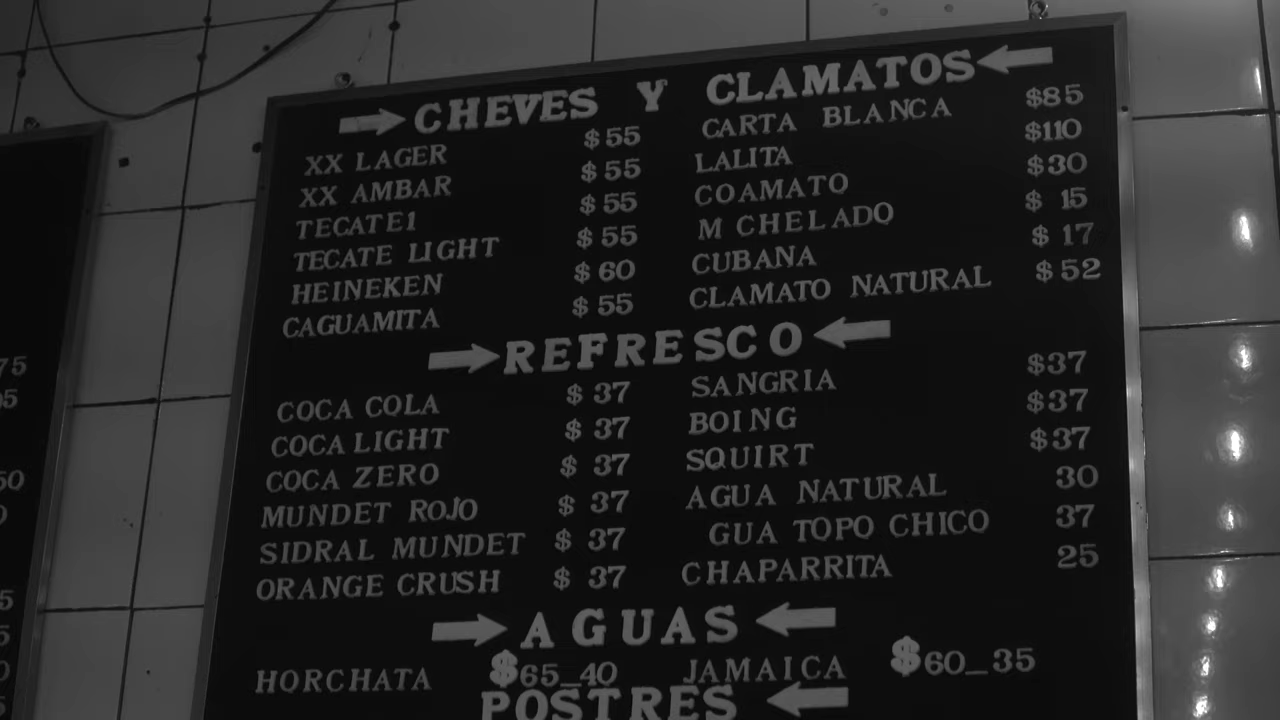 CHEVES Y CLAMATOS
XX LAGER $55 CARTA BLANCA $85
XX AMBAR $55 LALITA $110
TECATE1 $55 COAMATO $30
TECATE LIGHT $55 M CHELADO $ 15
HEINEKEN $60 CUBANA $ 17
CAGUAMITA $55 CLAMATO NATURAL $52
REFRESCO
COCA COLA $ 37 SANGRIA $37
COCA LIGHT $ 37 BOING $37
COCA ZERO $ 37 SQUIRT $37
MUNDET ROJO $ 37 AGUA NATURAL 30
SIDRAL MUNDET $ 37 GUA TOPO CHICO 37
ORANGE CRUSH $ 37 CHAPARRITA 25
AGUAS
HORCHATA $65_40 JAMAICA $60_35
POSTRES